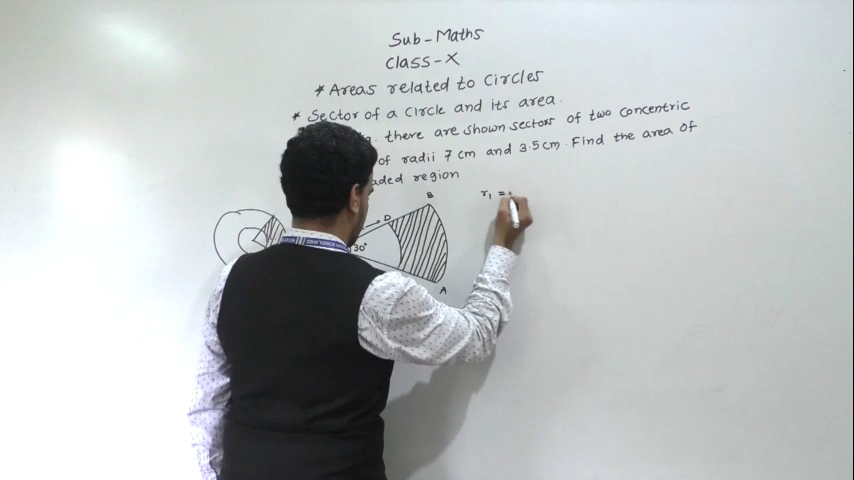 Sub-Maths
Class-X
* Areas related to Circles
* Sector of a circle and its area.
there are shown sectors of two concentric
of radii 7 cm and 3.5 cm. Find the area of
region
B
r₁ =
D
30°
A